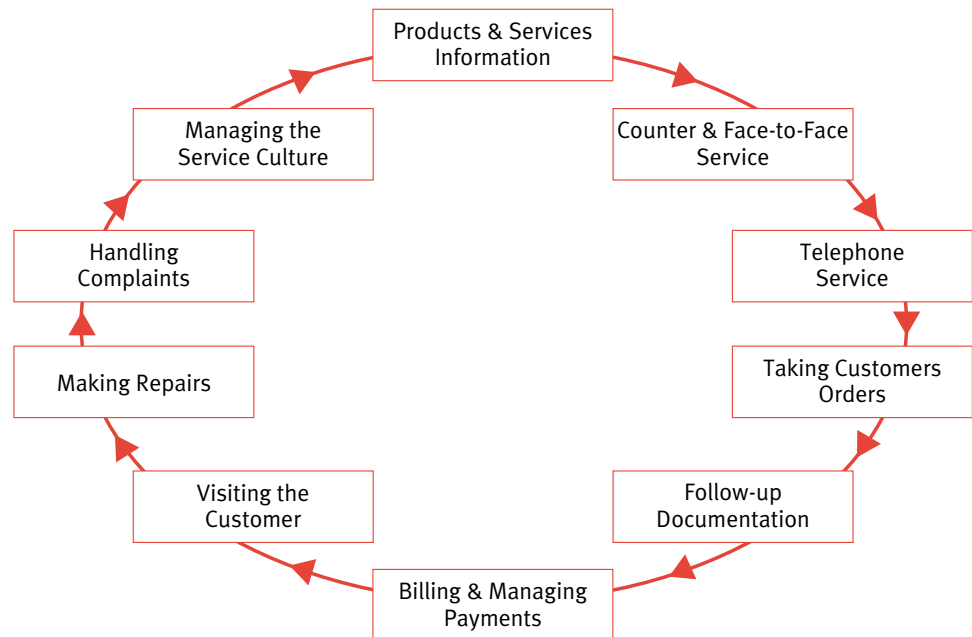 Products & Services
Information
Counter & Face-to-Face
Service
Telephone
Service
Taking Customers
Orders
Follow-up
Documentation
Billing & Managing
Payments
Visiting the
Customer
Making Repairs
Handling
Complaints
Managing the
Service Culture